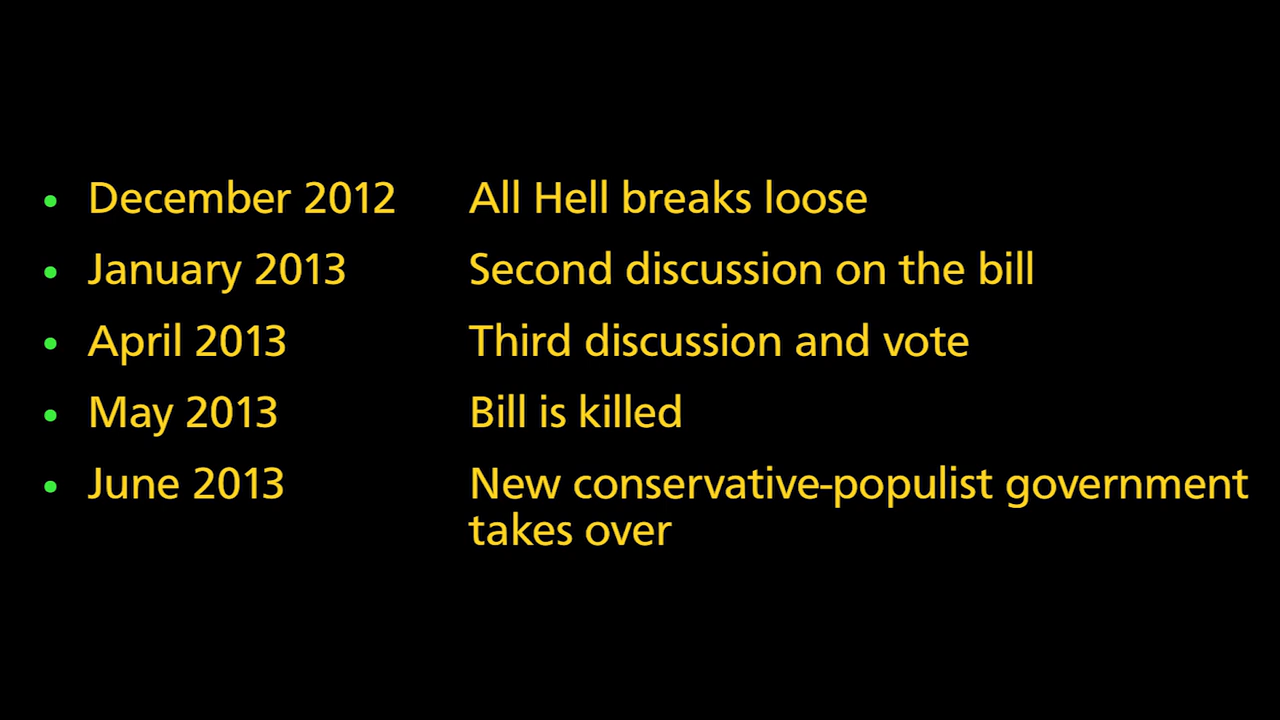 • December 2012 All Hell breaks loose
• January 2013 Second discussion on the bill
• April 2013 Third discussion and vote
• May 2013 Bill is killed
• June 2013 New conservative-populist government
takes over